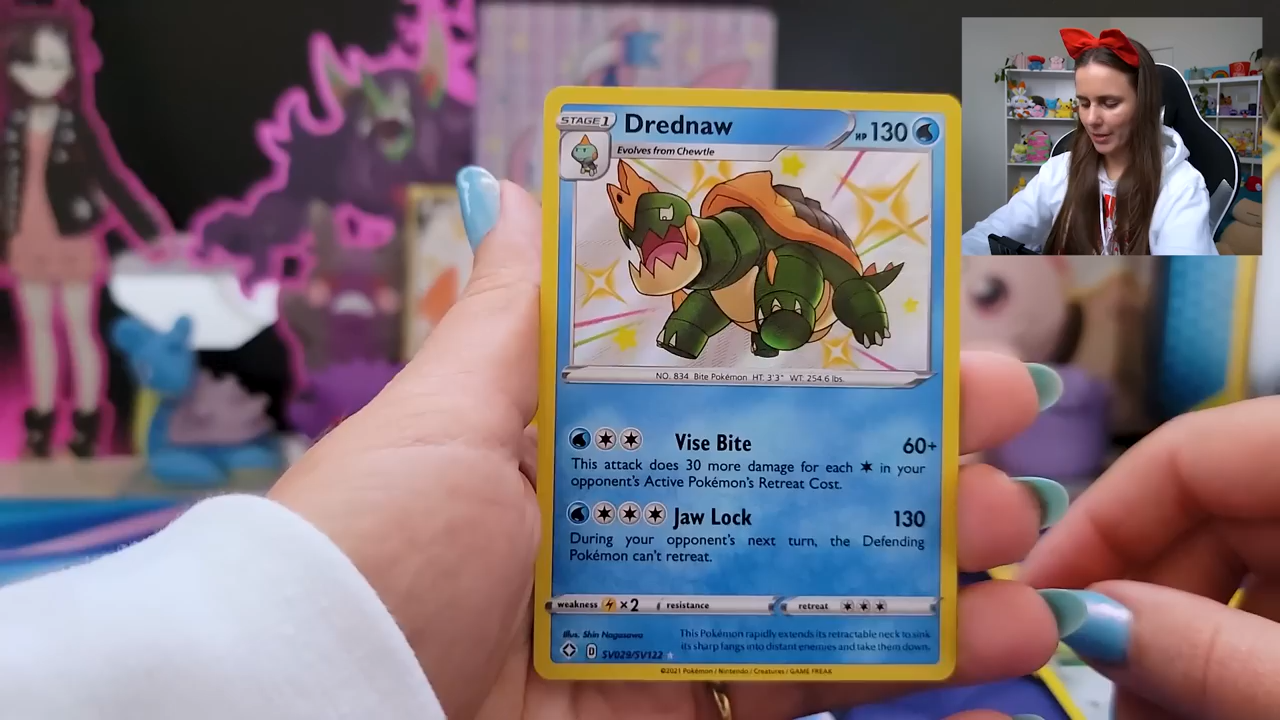 STAGE 1
Drednaw
HP 130
Evolves from Chewtle
NO. 834 Bite Pokémon HT: 3'3" WT: 254.6 lbs.
Vise Bite 60+
This attack does 30 more damage for each ✶ in your
opponent's Active Pokémon's Retreat Cost.
Jaw Lock 130
During your opponent's next turn, the Defending
Pokémon can't retreat.
weakness ×2 resistance retreat
Illus. Shin Nagasawa
D SV029/SV122 ★
This Pokémon rapidly extends its retractable neck to sink
its sharp fangs into distant enemies and take them down.
©2021 Pokémon / Nintendo / Creatures / GAME FREAK